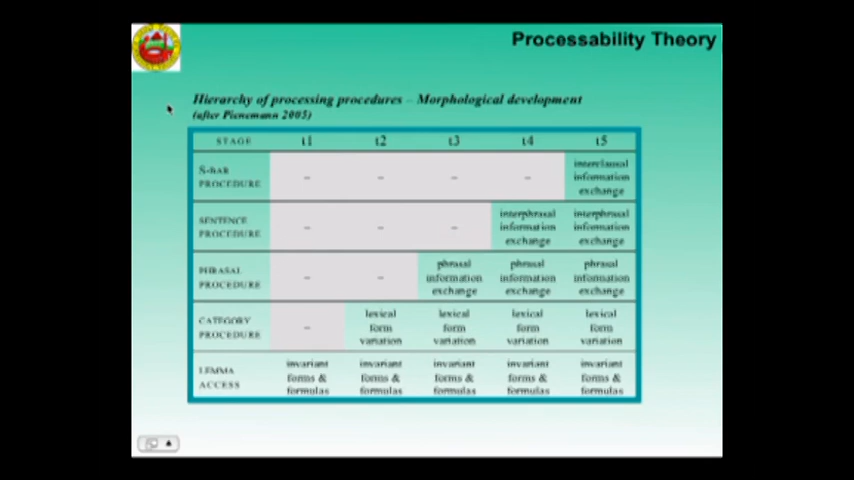 Processability Theory
Hierarchy of processing procedures – Morphological development
(after Pienemann 2005)
STAGE t1 t2 t3 t4 t5
S-BAR PROCEDURE – – – – interclausal information exchange
SENTENCE PROCEDURE – – – interphrasal information exchange interphrasal information exchange
PHRASAL PROCEDURE – – phrasal information exchange phrasal information exchange phrasal information exchange
CATEGORY PROCEDURE – lexical form variation lexical form variation lexical form variation lexical form variation
LEMMA ACCESS invariant forms & formulas invariant forms & formulas invariant forms & formulas invariant forms & formulas invariant forms & formulas